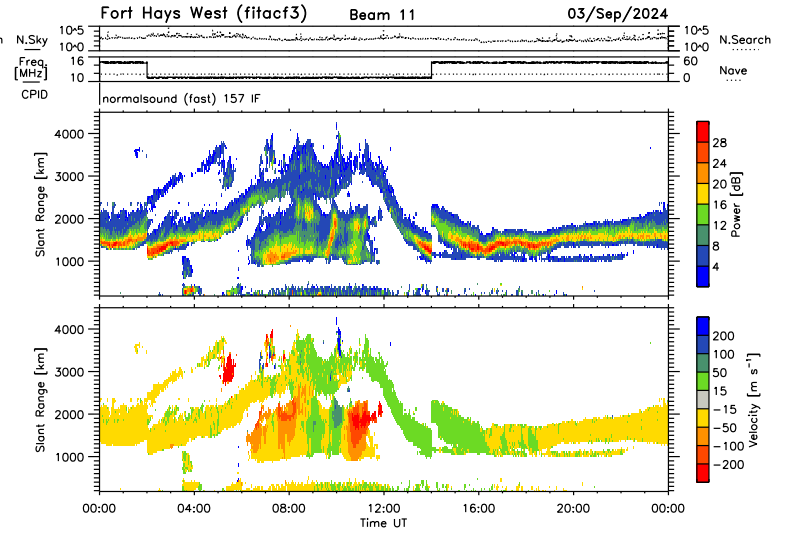 Fort Hays West (fitacf3) Beam 11 03/Sep/2024
N.Sky 10^5 10^5 N.Search
10^0 10^0
Freq. 16 60 Nave
[MHz] 10 0
CPID normalsound (fast) 157 IF
Slant Range [km]
4000
3000
2000
1000
28
24
20
16
12
8
4
Power [dB]
Slant Range [km]
4000
3000
2000
1000
200
100
50
15
-15
-50
-100
-200
Velocity [m s⁻¹]
00:00 04:00 08:00 12:00 16:00 20:00 00:00
Time UT